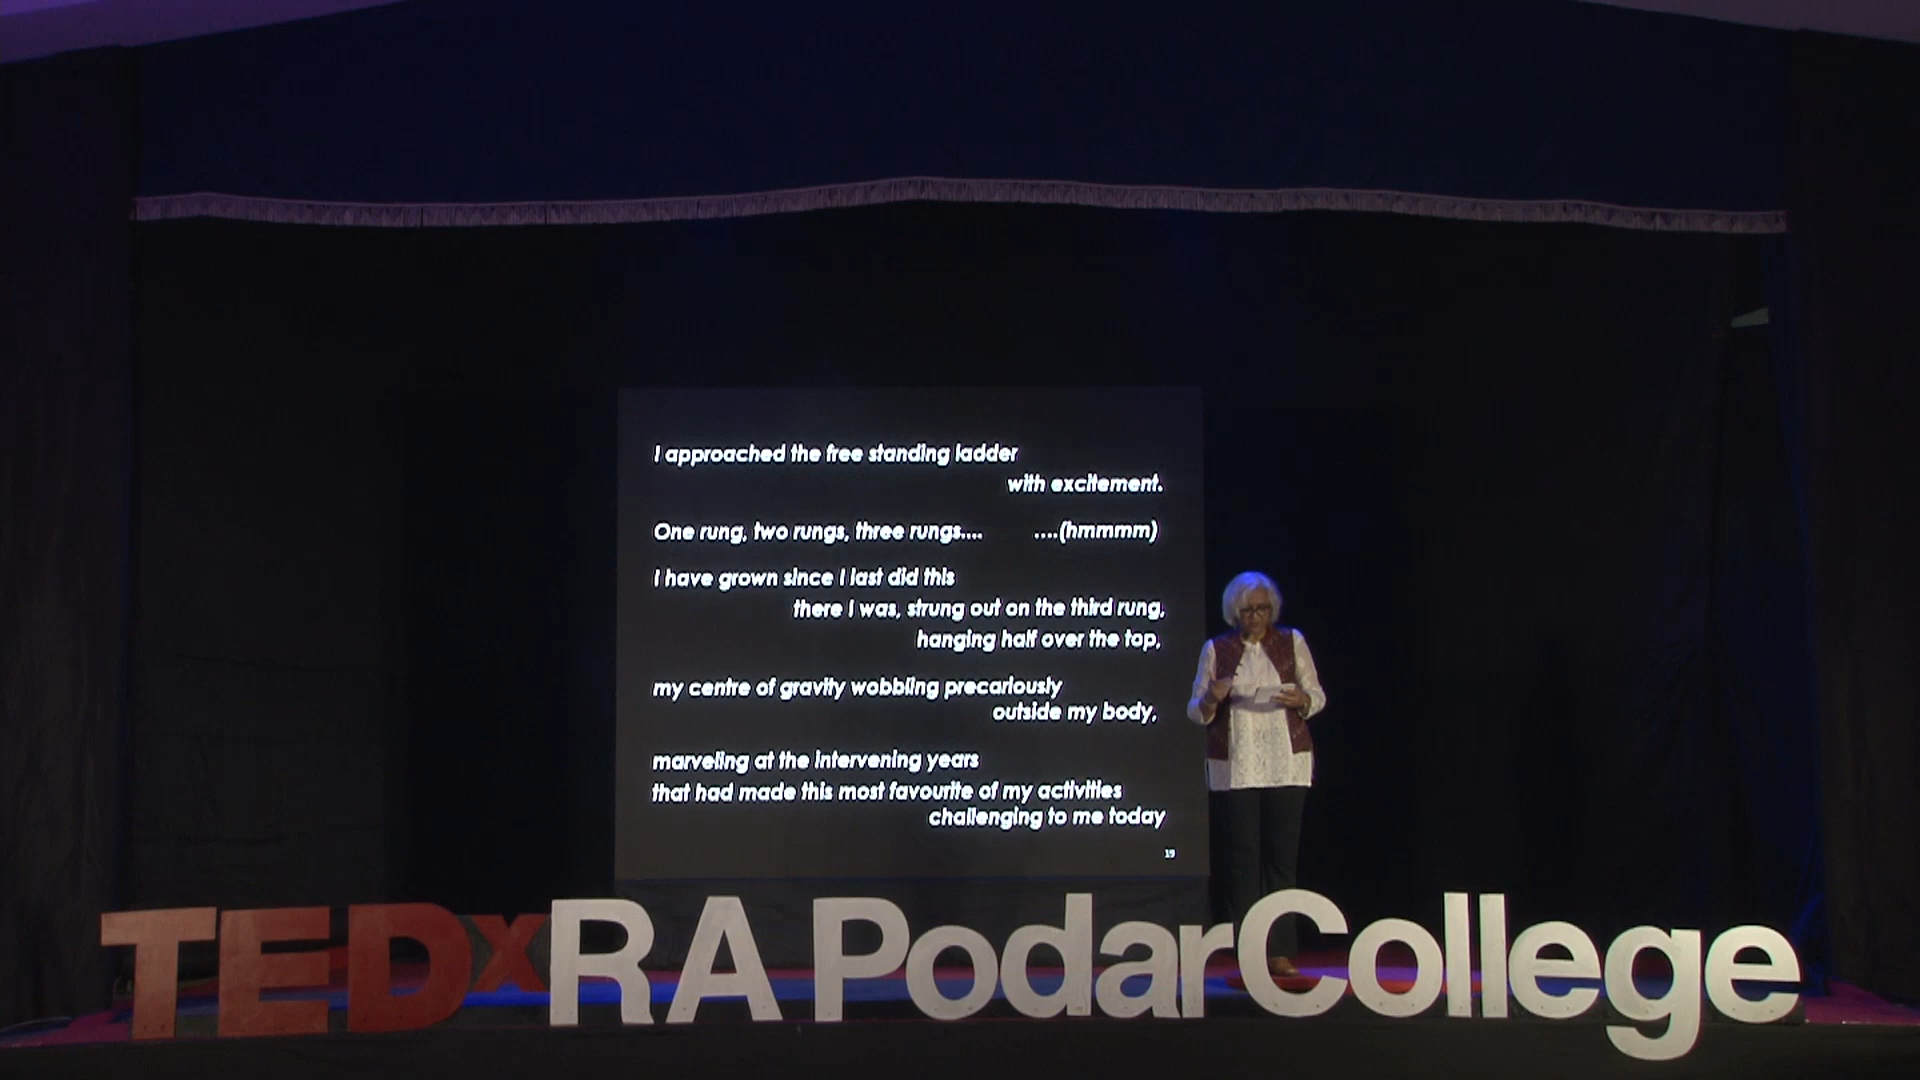 I approached the free standing ladder
with excitement.
One rung, two rungs, three rungs.... ....(hmmmm)
I have grown since I last did this
there I was, strung out on the third rung,
hanging half over the top,
my centre of gravity wobbling precariously
outside my body,
marveling at the intervening years
that had made this most favourite of my activities
challenging to me today
19
TEDxRAPodarCollege